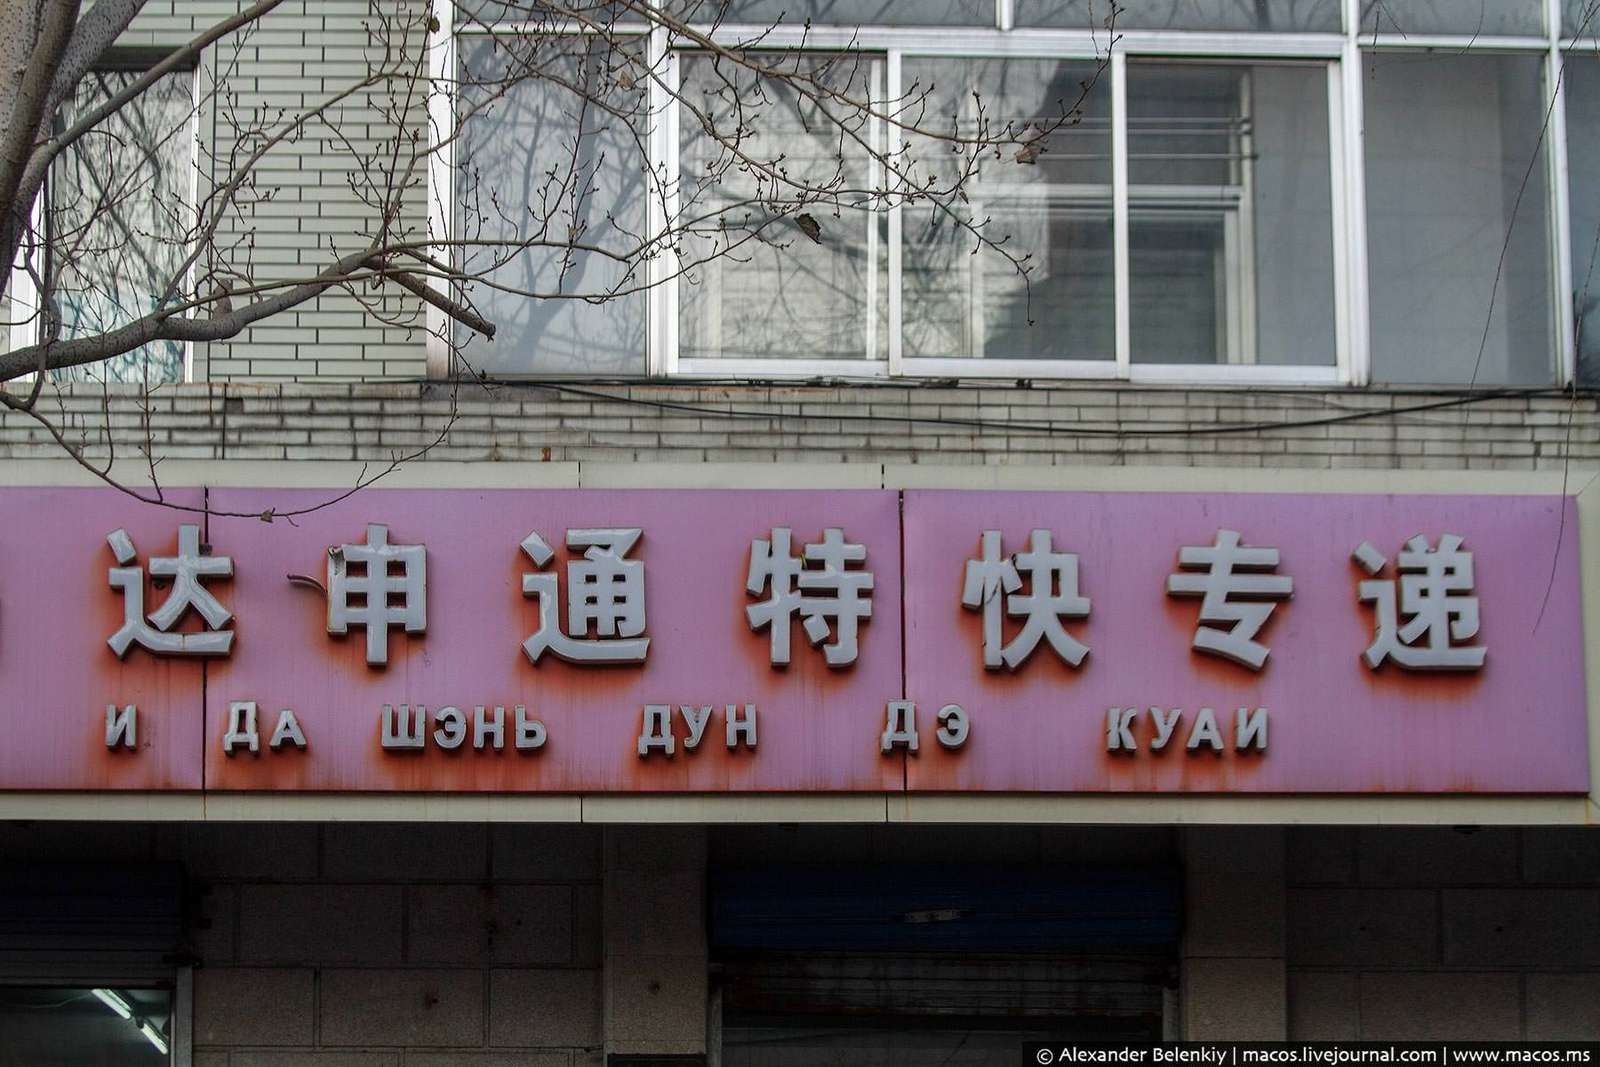 达申通特快专递
И ДА ШЭНЬ ДУН ДЭ КУАИ
© Alexander Belenkiy | macos.livejournal.com | www.macos.ms